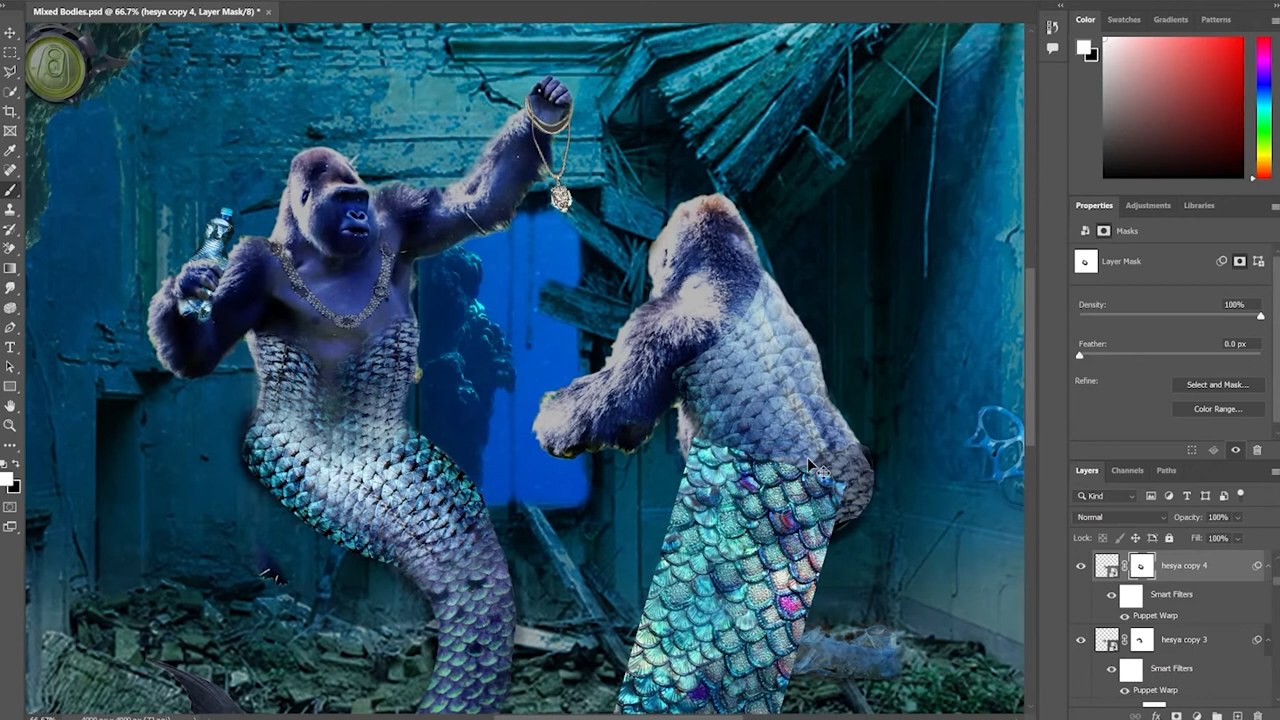 Mixed Bodies.psd @ 66.7% (hesya copy 4, Layer Mask/8) *
Color
Swatches
Gradients
Patterns
Properties
Adjustments
Libraries
Masks
Layer Mask
Density:
100%
Feather:
0.0 px
Refine:
Select and Mask...
Color Range...
Layers
Channels
Paths
Kind
Normal
Opacity: 100%
Lock:
Fill: 100%
hesya copy 4
Smart Filters
Puppet Warp
hesya copy 3
Smart Filters
Puppet Warp